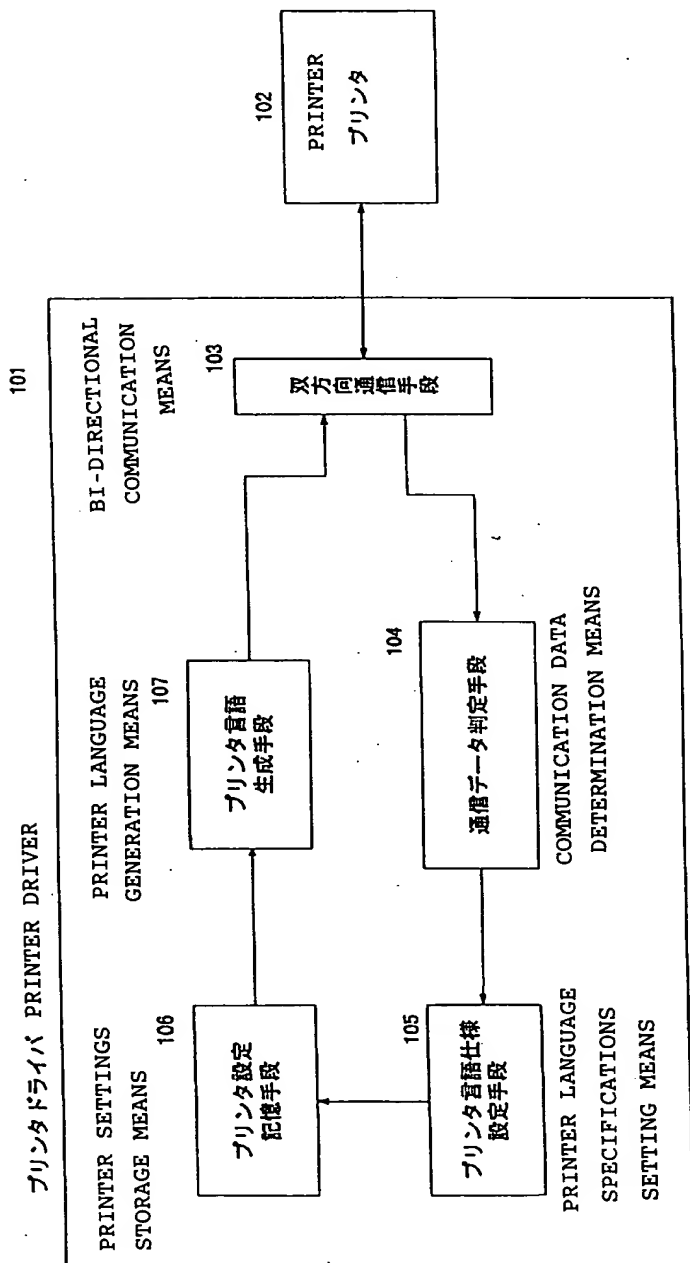 101
プリンタドライバ PRINTER DRIVER
PRINTER SETTINGS
STORAGE MEANS
106
プリンタ設定
記憶手段
PRINTER LANGUAGE
GENERATION MEANS
107
プリンタ言語
生成手段
BI-DIRECTIONAL
COMMUNICATION
MEANS
103
双方向通信手段
102
PRINTER
プリンタ
105
プリンタ言語仕様
設定手段
PRINTER LANGUAGE
SPECIFICATIONS
SETTING MEANS
104
通信データ判定手段
COMMUNICATION DATA
DETERMINATION MEANS